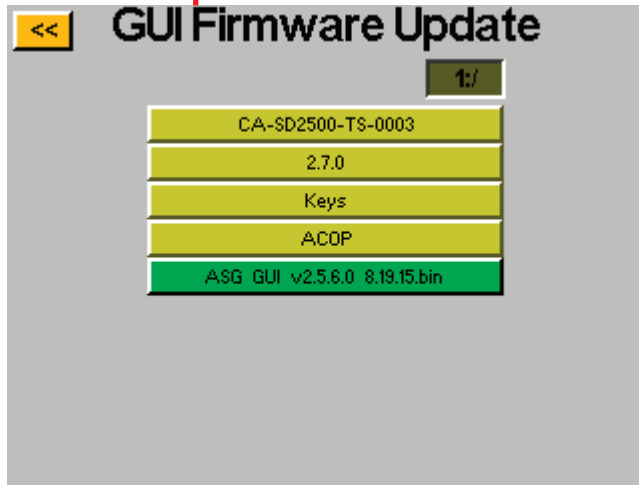 << GUI Firmware Update
1:/
CA-SD2500-TS-0003
2.7.0
Keys
ACOP
ASG GUI v2.5.6.0 8.19.15.bin